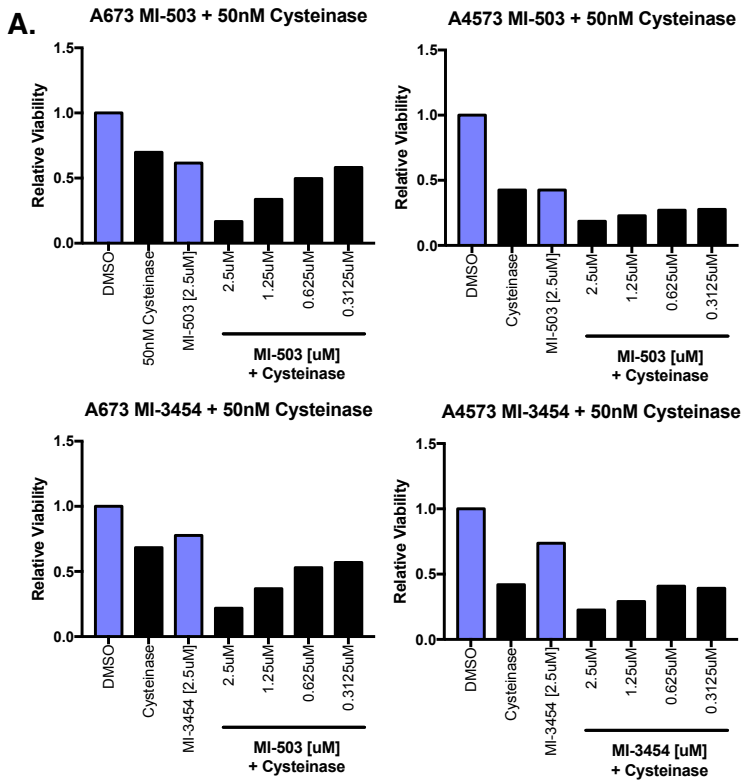 A.
A673 MI-503 + 50nM Cysteinase
Relative Viability
1.5
1.0
0.5
0.0
DMSO
50nM Cysteinase
MI-503 [2.5uM]
2.5uM
1.25uM
0.625uM
0.3125uM
MI-503 [uM]
+ Cysteinase
A4573 MI-503 + 50nM Cysteinase
Relative Viability
1.5
1.0
0.5
0.0
DMSO
Cysteinase
MI-503 [2.5uM]
2.5uM
1.25uM
0.625uM
0.3125uM
MI-503 [uM]
+ Cysteinase
A673 MI-3454 + 50nM Cysteinase
Relative Viability
1.5
1.0
0.5
0.0
DMSO
Cysteinase
MI-3454 [2.5uM]
2.5uM
1.25uM
0.625uM
0.3125uM
MI-503 [uM]
+ Cysteinase
A4573 MI-3454 + 50nM Cysteinase
Relative Viability
1.5
1.0
0.5
0.0
DMSO
Cysteinase
MI-3454 [2.5uM]
2.5uM
1.25uM
0.625uM
0.3125uM
MI-3454 [uM]
+ Cysteinase